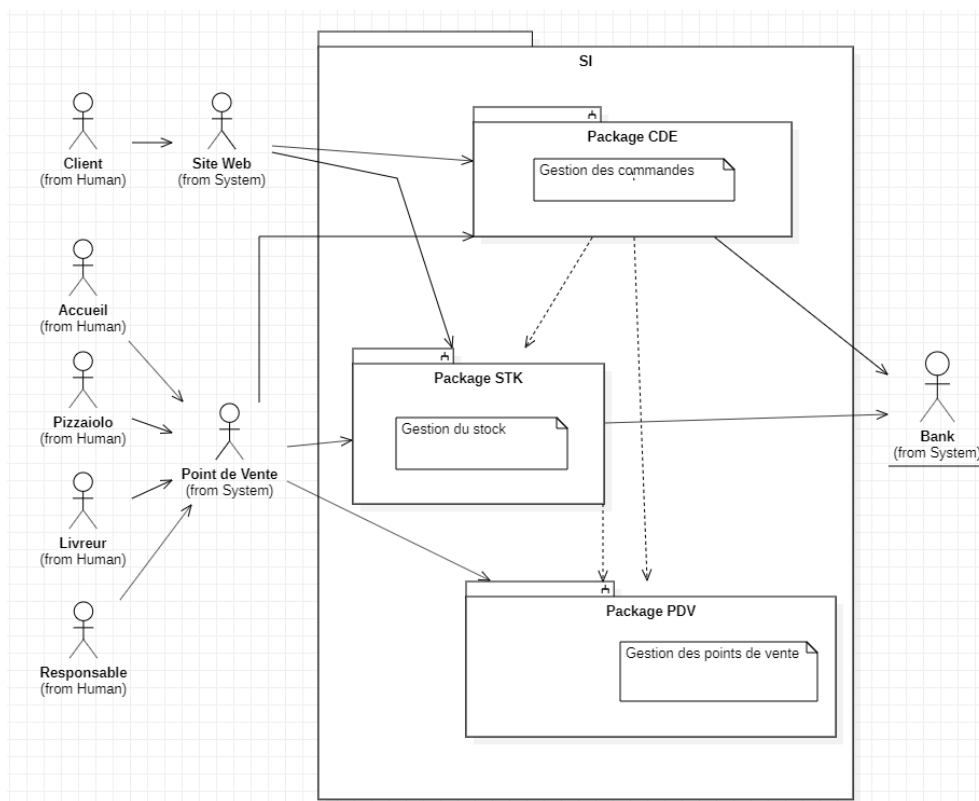 SI
Package CDE
Gestion des commandes
Client
(from Human)
Site Web
(from System)
Accueil
(from Human)
Pizzaiolo
(from Human)
Point de Vente
(from System)
Livreur
(from Human)
Responsable
(from Human)
Package STK
Gestion du stock
Bank
(from System)
Package PDV
Gestion des points de vente